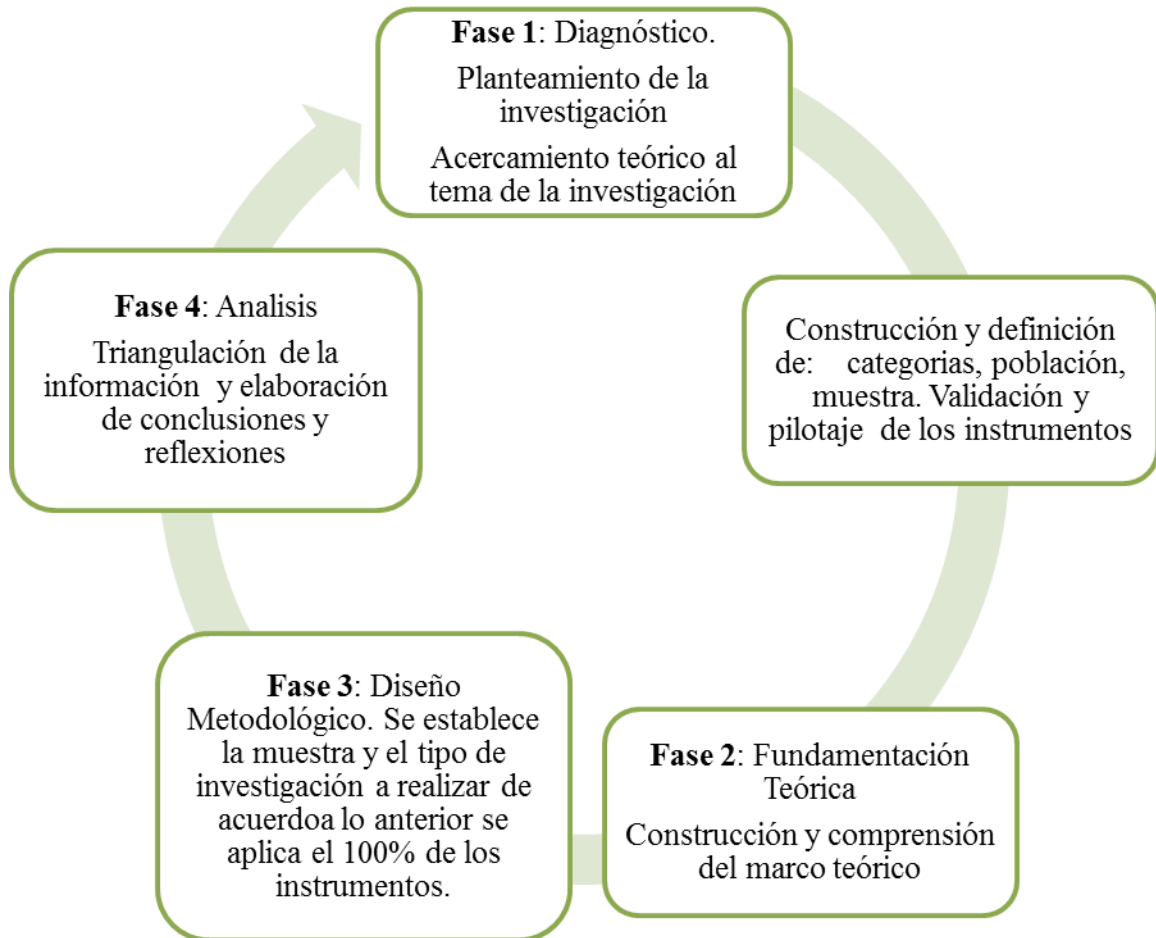 Fase 1: Diagnóstico.
Planteamiento de la
investigación
Acercamiento teórico al
tema de la investigación
Construcción y definición
de: categorias, población,
muestra. Validación y
pilotaje de los instrumentos
Fase 2: Fundamentación
Teórica
Construcción y comprensión
del marco teórico
Fase 3: Diseño
Metodológico. Se establece
la muestra y el tipo de
investigación a realizar de
acuerdoa lo anterior se
aplica el 100% de los
instrumentos.
Fase 4: Analisis
Triangulación de la
información y elaboración
de conclusiones y
reflexiones